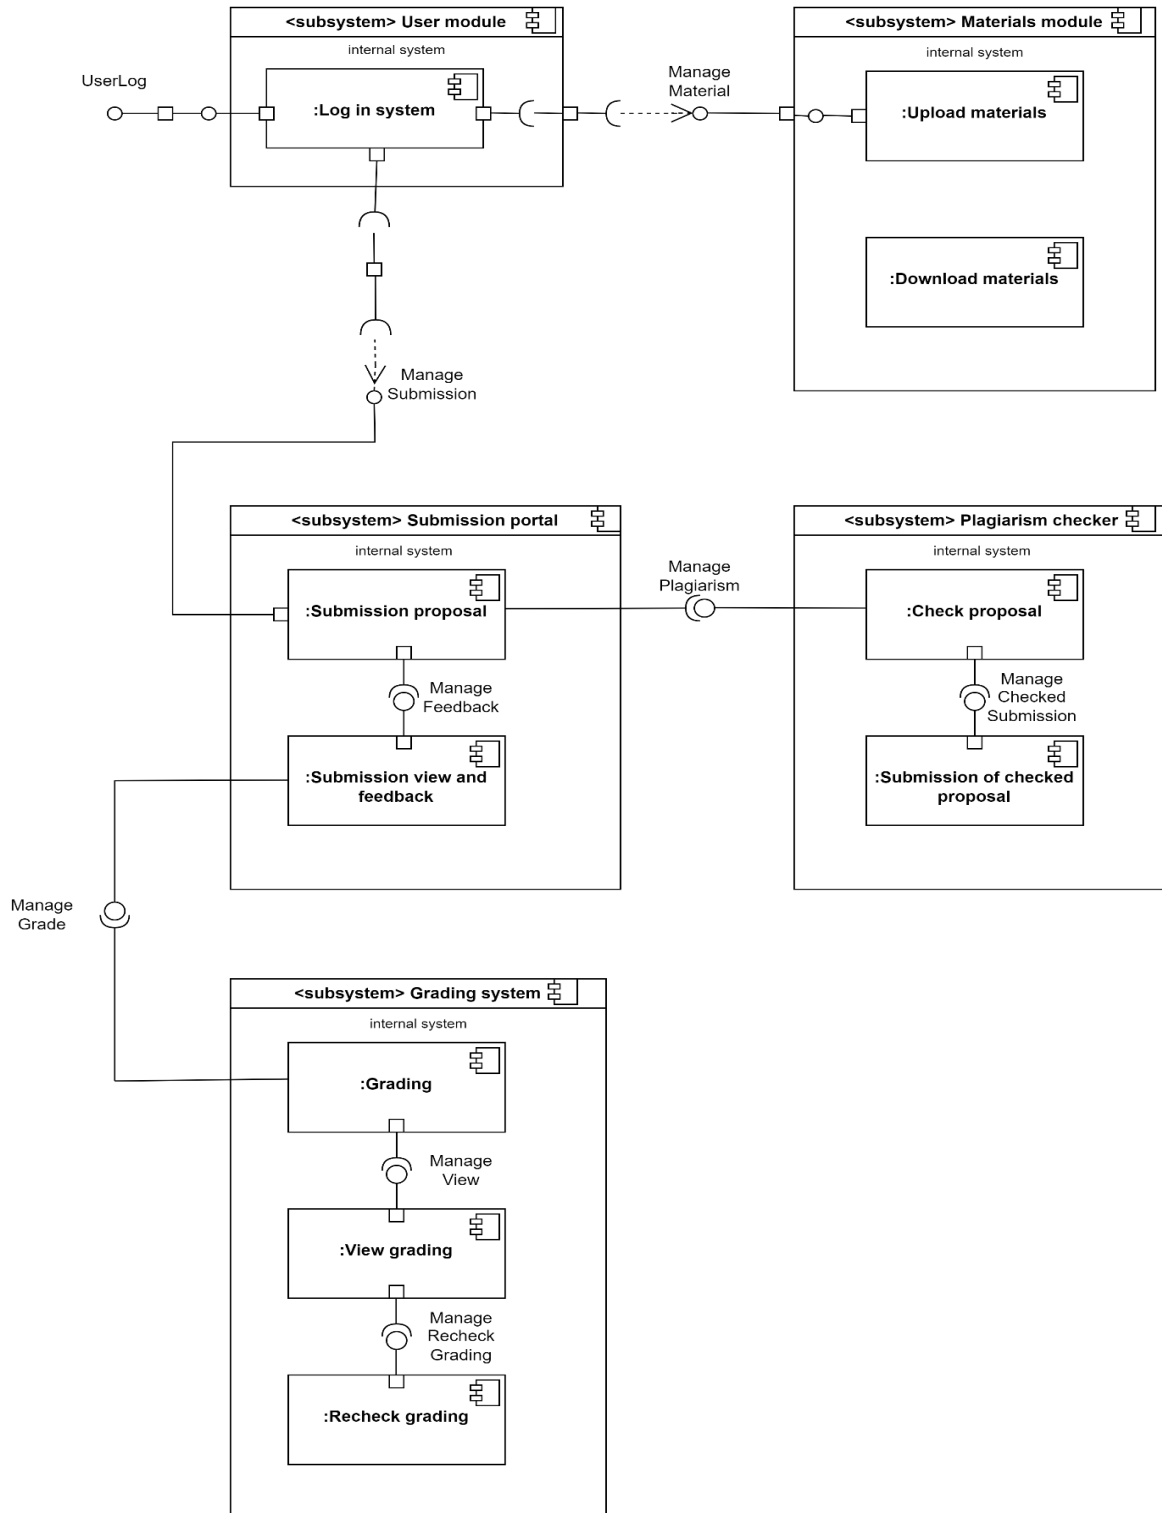 <subsystem> User module
internal system
:Log in system
UserLog
Manage
Material
<subsystem> Materials module
internal system
:Upload materials
:Download materials
Manage
Submission
<subsystem> Submission portal
internal system
:Submission proposal
Manage
Feedback
:Submission view and
feedback
Manage
Plagiarism
<subsystem> Plagiarism checker
internal system
:Check proposal
Manage
Checked
Submission
:Submission of checked
proposal
Manage
Grade
<subsystem> Grading system
internal system
:Grading
Manage
View
:View grading
Manage
Recheck
Grading
:Recheck grading